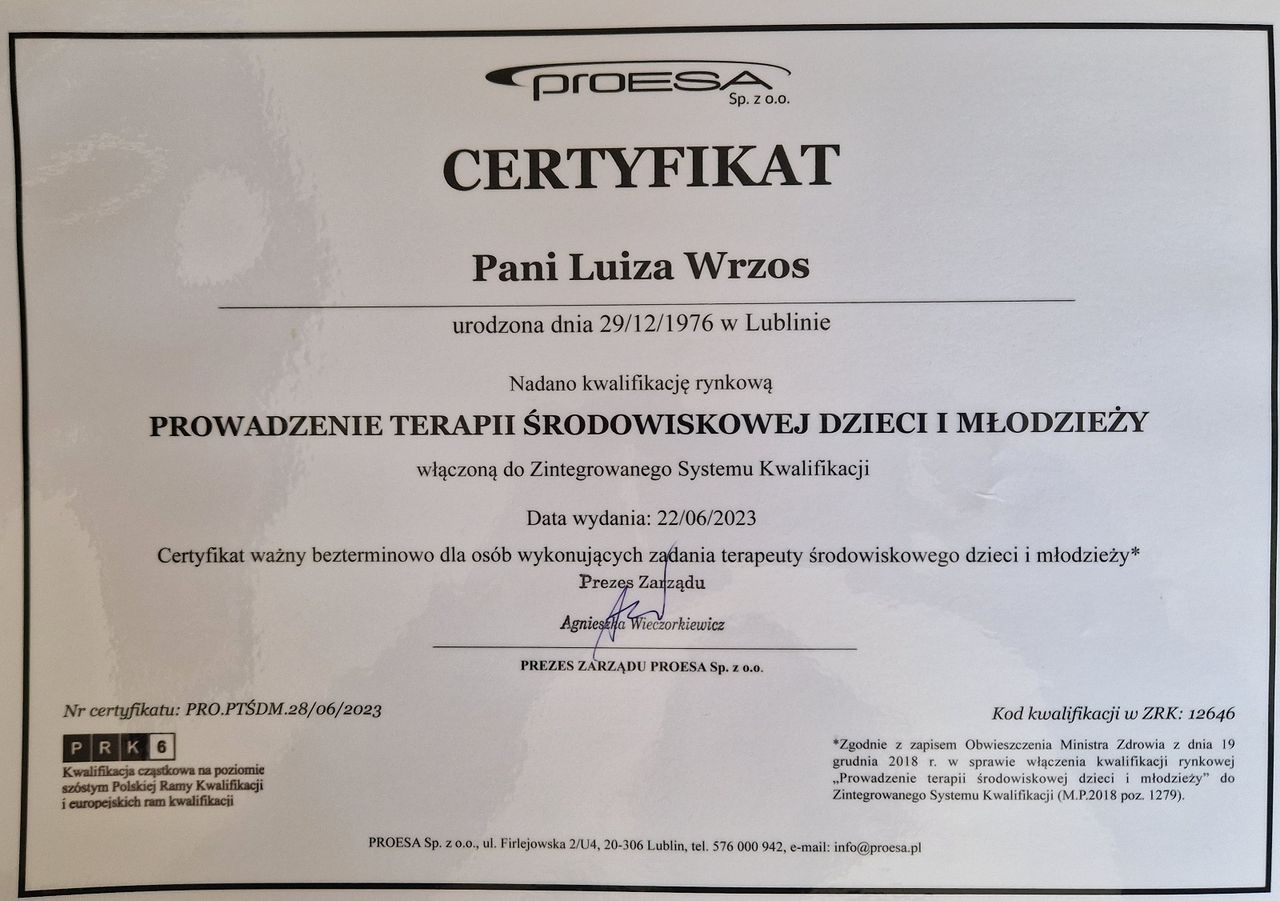 proESA
Sp. z o.o.
CERTYFIKAT
Pani Luiza Wrzos
urodzona dnia 29/12/1976 w Lublinie
Nadano kwalifikację rynkową
PROWADZENIE TERAPII ŚRODOWISKOWEJ DZIECI I MŁODZIEŻY
włączoną do Zintegrowanego Systemu Kwalifikacji
Data wydania: 22/06/2023
Certyfikat ważny bezterminowo dla osób wykonujących zadania terapeuty środowiskowego dzieci i młodzieży*
Prezes Zarządu
Agnieszka Wieczorkiewicz
PREZES ZARZĄDU PROESA Sp. z o.o.
Nr certyfikatu: PRO.PTŚDM.28/06/2023
PRK6
Kwalifikacja cząstkowa na poziomie
szóstym Polskiej Ramy Kwalifikacji
i europejskich ram kwalifikacji
Kod kwalifikacji w ZRK: 12646
*Zgodnie z zapisem Obwieszczenia Ministra Zdrowia z dnia 19
grudnia 2018 r. w sprawie włączenia kwalifikacji rynkowej
„Prowadzenie terapii środowiskowej dzieci i młodzieży” do
Zintegrowanego Systemu Kwalifikacji (M.P.2018 poz. 1279).
PROESA Sp. z o.o., ul. Firlejowska 2/U4, 20-306 Lublin, tel. 576 000 942, e-mail: info@proesa.pl